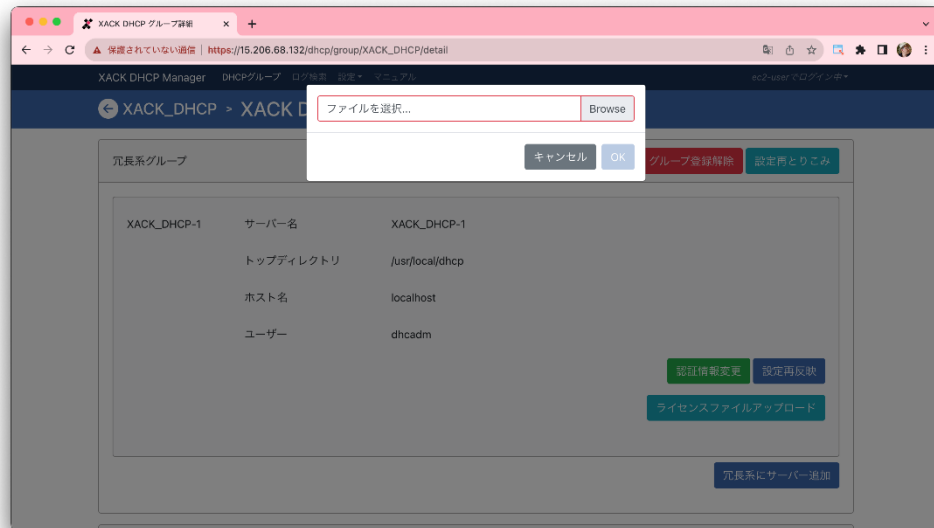 XACK DHCP グループ詳細
保護されていない通信 | https://15.206.68.132/dhcp/group/XACK_DHCP/detail
XACK DHCP Manager DHCPグループ ログ検索 設定 マニュアル ec2-userでログイン中
XACK_DHCP > XACK D
ファイルを選択... Browse
キャンセル OK
冗長系グループ グループ登録解除 設定再とりこみ
XACK_DHCP-1 サーバー名 XACK_DHCP-1
トップディレクトリ /usr/local/dhcp
ホスト名 localhost
ユーザー dhcadm
認証情報変更 設定再反映
ライセンスファイルアップロード
冗長系にサーバー追加